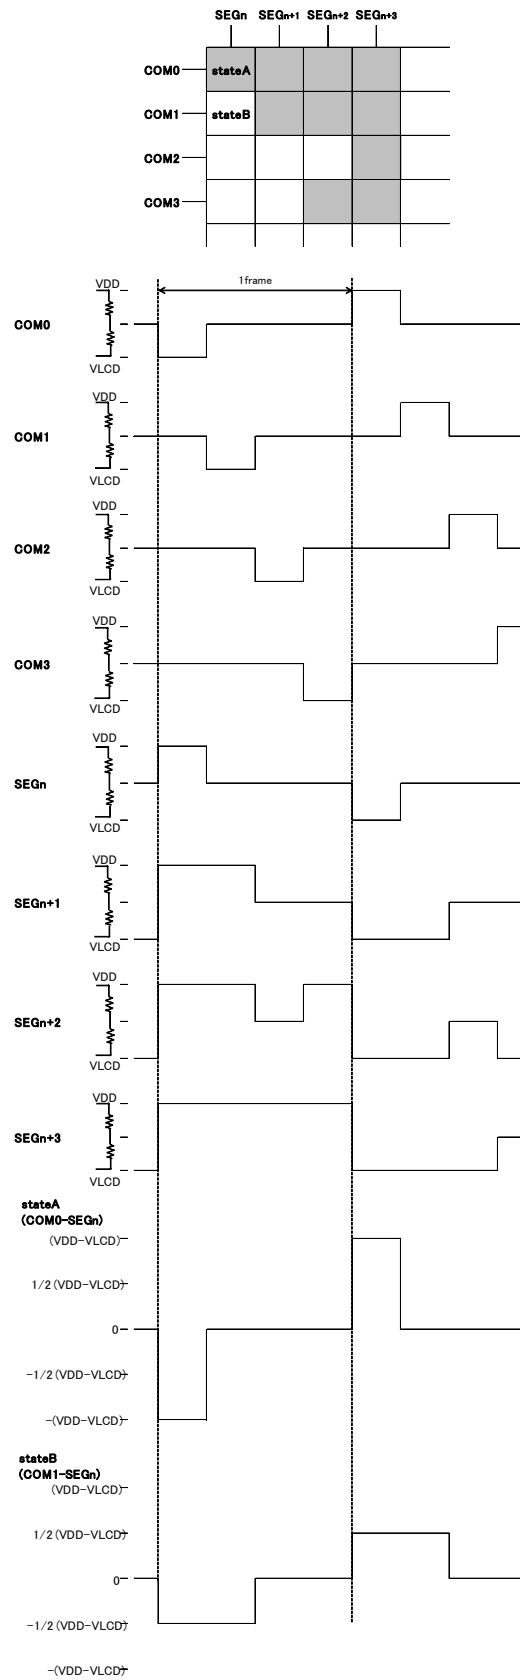 SEGn SEGn+1 SEGn+2 SEGn+3
COM0 stateA
COM1 stateB
COM2
COM3
1frame
VDD
COM0
VLCD
VDD
COM1
VLCD
VDD
COM2
VLCD
VDD
COM3
VLCD
VDD
SEGn
VLCD
VDD
SEGn+1
VLCD
VDD
SEGn+2
VLCD
VDD
SEGn+3
VLCD
stateA
(COM0-SEGn)
(VDD-VLCD)
1/2(VDD-VLCD)
0
-1/2(VDD-VLCD)
-(VDD-VLCD)
stateB
(COM1-SEGn)
(VDD-VLCD)
1/2(VDD-VLCD)
0
-1/2(VDD-VLCD)
-(VDD-VLCD)